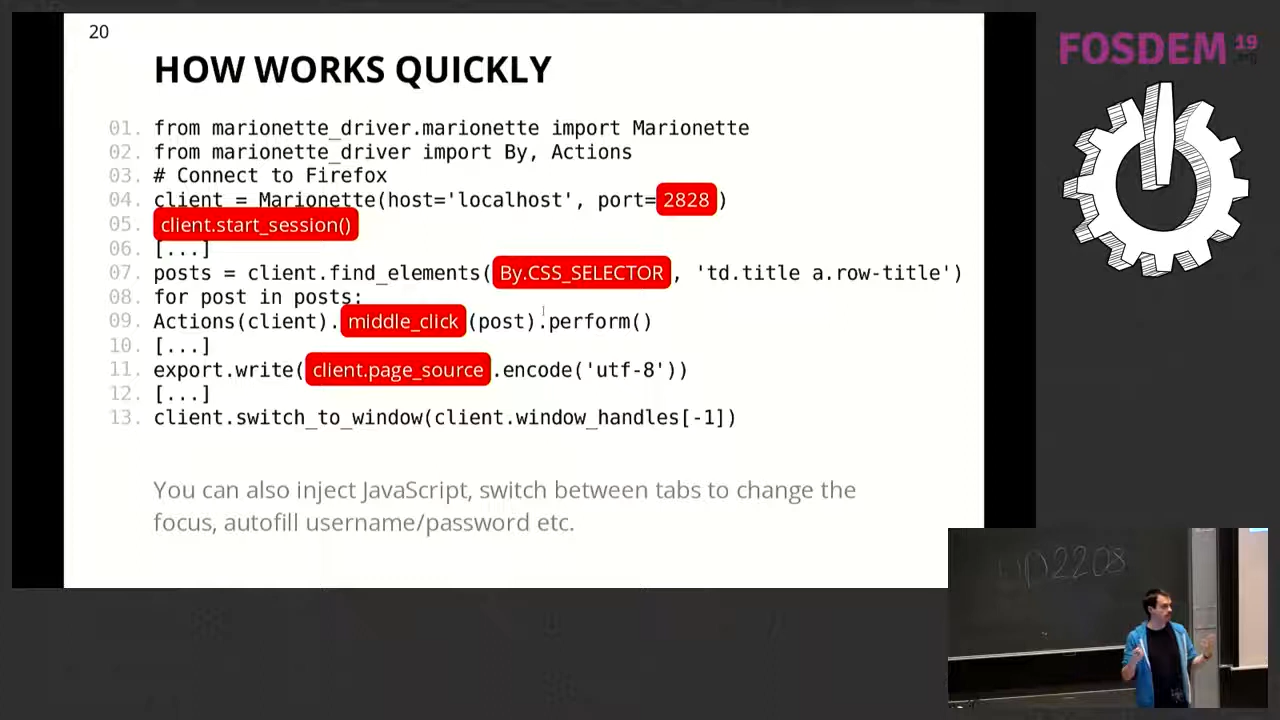 20
HOW WORKS QUICKLY
01. from marionette_driver.marionette import Marionette
02. from marionette_driver import By, Actions
03. # Connect to Firefox
04. client = Marionette(host='localhost', port=2828)
05. client.start_session()
06. [...]
07. posts = client.find_elements(By.CSS_SELECTOR, 'td.title a.row-title')
08. for post in posts:
09. Actions(client).middle_click(post).perform()
10. [...]
11. export.write(client.page_source.encode('utf-8'))
12. [...]
13. client.switch_to_window(client.window_handles[-1])
You can also inject JavaScript, switch between tabs to change the
focus, autofill username/password etc.
FOSDEM 19
.org